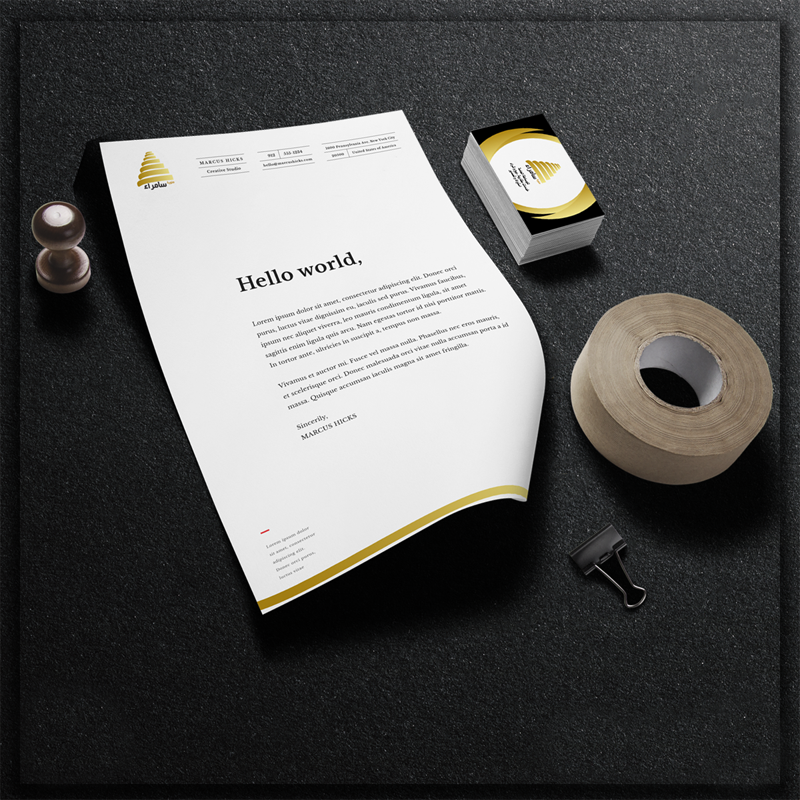 سامراء
MARCUS HICKS
Creative Studio
912 555-2894
hello@marcushicks.com
2000 Pennsylvania Ave, New York City
United States of America
Hello world,
Lorem ipsum dolor sit amet, consectetur adipiscing elit. Donec orci
purus, luctus vitae dignissim eu, iaculis sed purus. Vivamus faucibus,
ipsum nec aliquet viverra, leo mauris condimentum ligula, sit amet
sagittis enim ligula quis arcu. Nam egestas tortor id nisi porttitor mattis.
In tortor ante, ultricies in suscipit a, tempus non massa.
Vivamus et auctor mi. Fusce vel massa nulla. Phasellus nec eros mauris,
et scelerisque orci. Donec malesuada orci vitae nulla accumsan porta a id
massa. Quisque accumsan iaculis magna sit amet fringilla.
Sincerily,
MARCUS HICKS
Lorem ipsum dolor
sit amet, consectetur
adipiscing elit.
Donec orci purus,
luctus vitae
سامراء